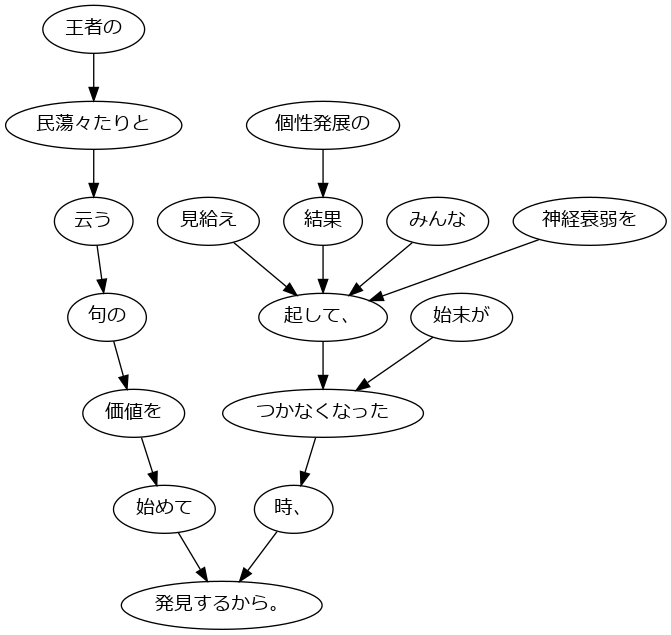 王者の
民蕩々たりと
個性発展の
云う
見給え
結果
みんな
神経衰弱を
句の
起して、
始末が
価値を
つかなくなった
始めて
時、
発見するから。